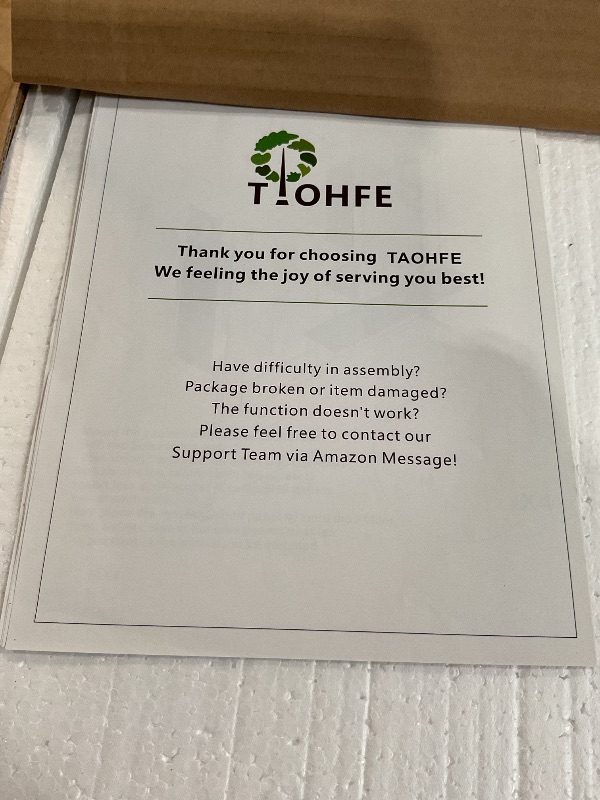 TAOHFE
Thank you for choosing TAOHFE
We feeling the joy of serving you best!
Have difficulty in assembly?
Package broken or item damaged?
The function doesn't work?
Please feel free to contact our
Support Team via Amazon Message!